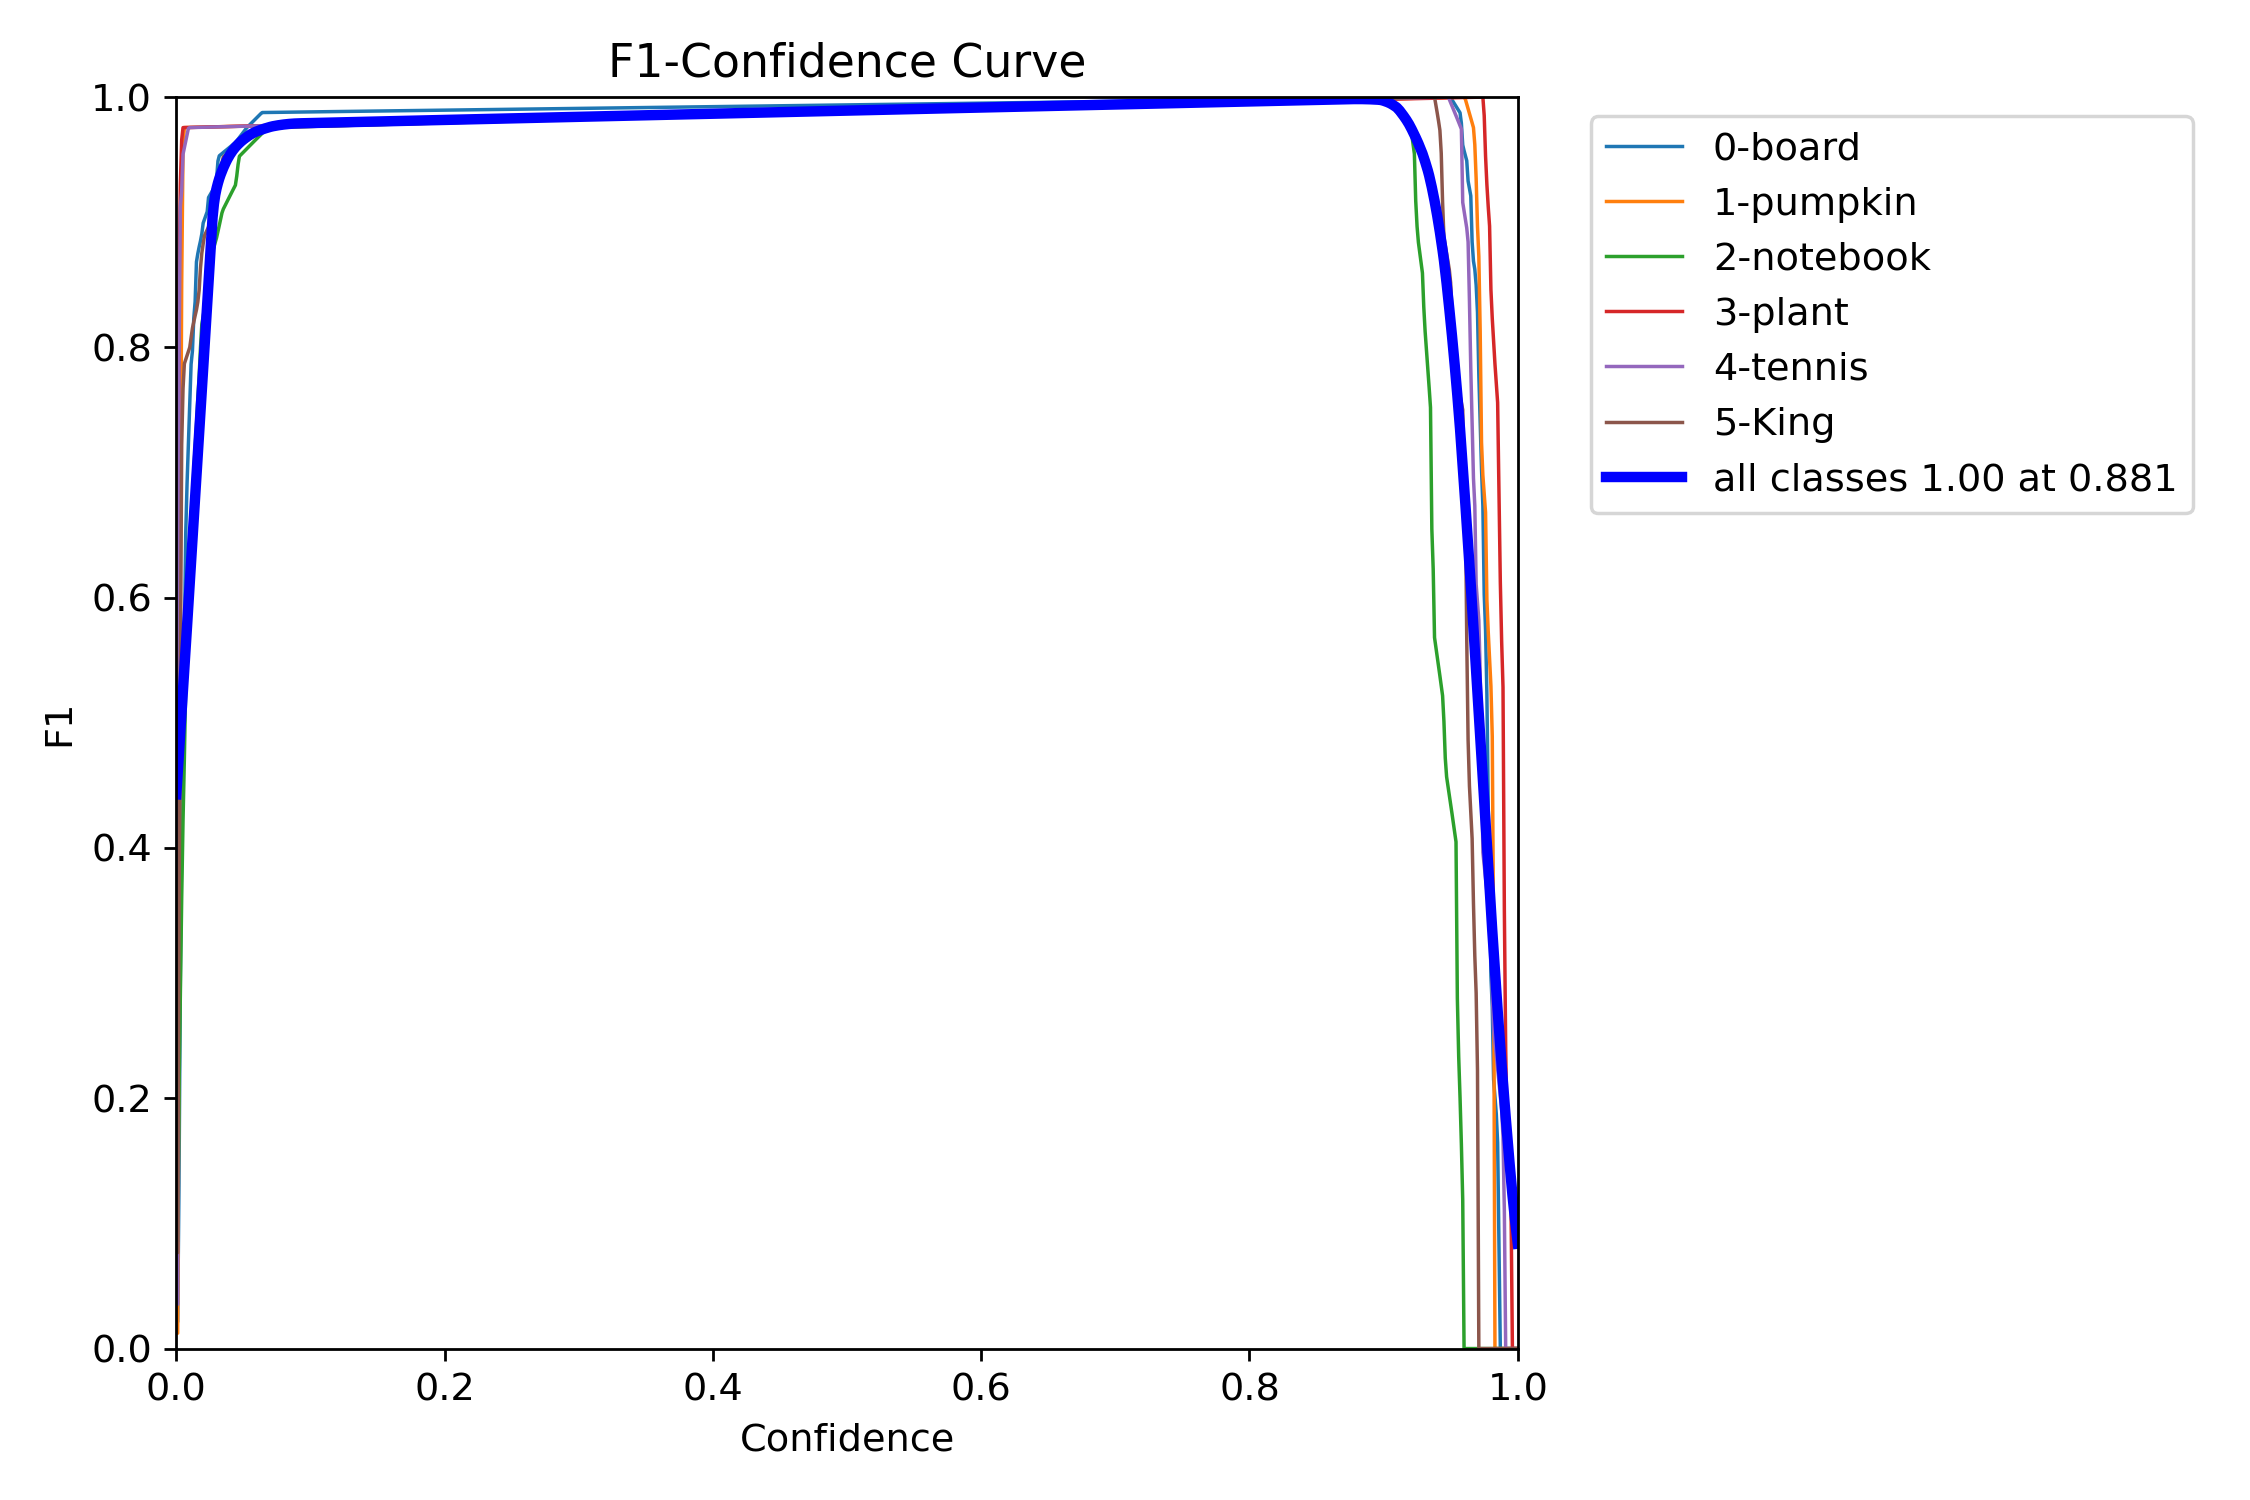 F1-Confidence Curve
1.0
0.8
0.6
0.4
0.2
0.0
F1
0.0 0.2 0.4 0.6 0.8 1.0
Confidence
0-board
1-pumpkin
2-notebook
3-plant
4-tennis
5-King
all classes 1.00 at 0.881